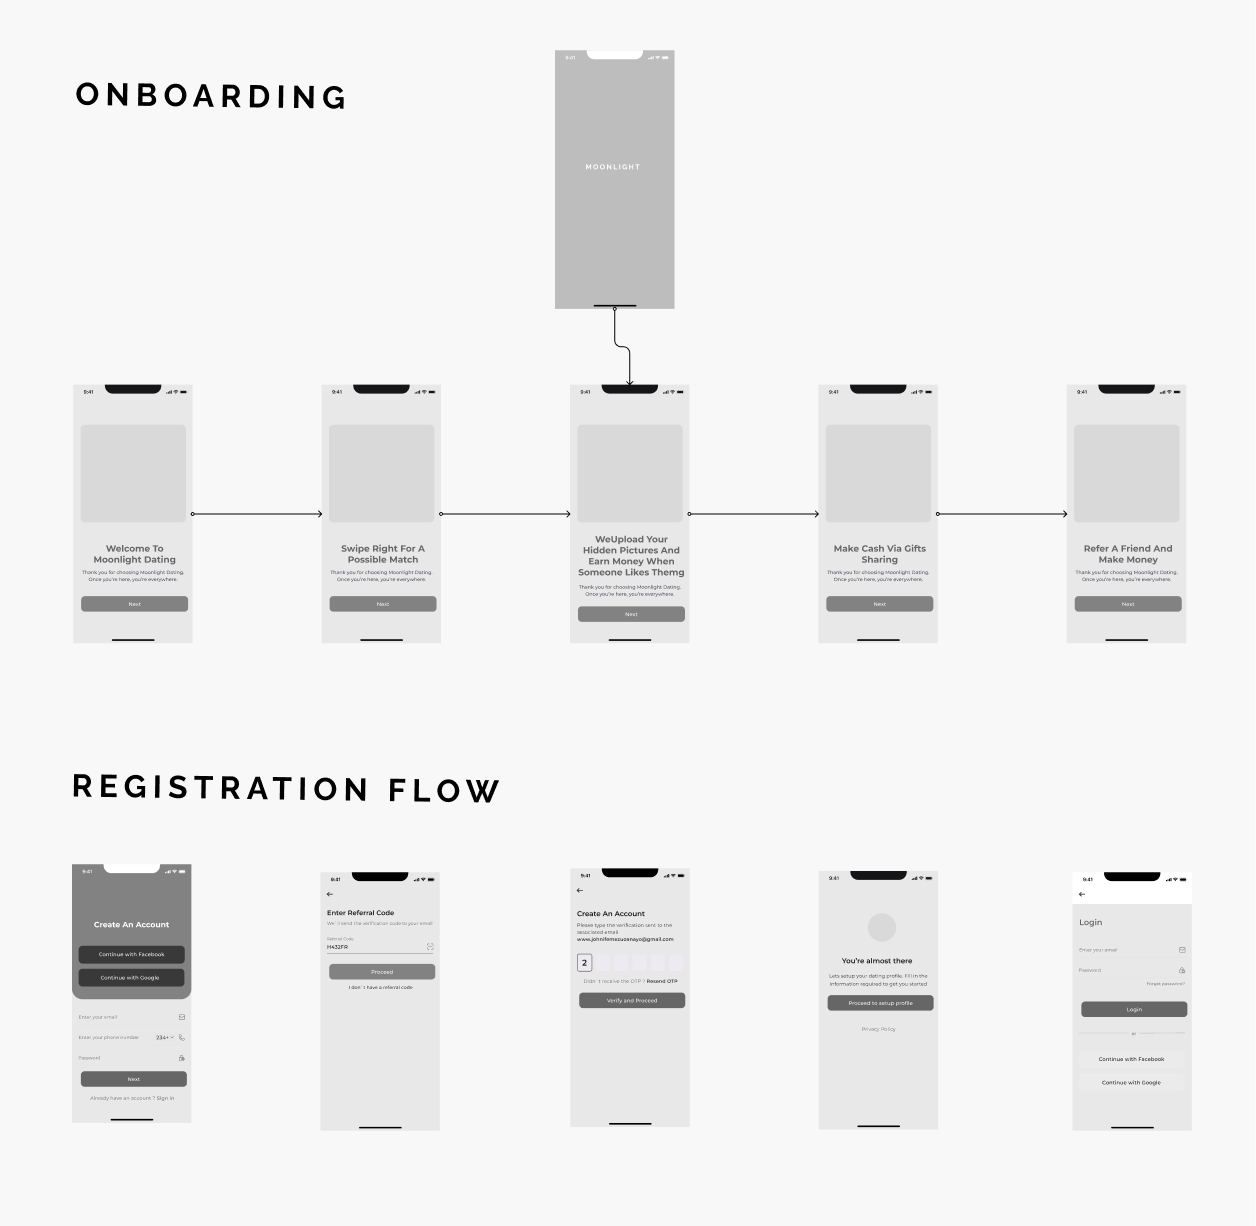 ONBOARDING
9:41
MOONLIGHT
9:41
Welcome To
Moonlight Dating
Thank you for choosing Moonlight Dating.
Once you're here, you're everywhere.
Next
9:41
Swipe Right For A
Possible Match
Thank you for choosing Moonlight Dating.
Once you're here, you're everywhere.
Next
9:41
WeUpload Your
Hidden Pictures And
Earn Money When
Someone Likes Themg
Thank you for choosing Moonlight Dating.
Once you're here, you're everywhere.
Next
9:41
Make Cash Via Gifts
Sharing
Thank you for choosing Moonlight Dating.
Once you're here, you're everywhere.
Next
9:41
Refer A Friend And
Make Money
Thank you for choosing Moonlight Dating.
Once you're here, you're everywhere.
Next
REGISTRATION FLOW
9:41
Create An Account
Continue with Facebook
Continue with Google
Enter your email
Enter your phone number 234+
Password
Next
Already have an account ? Sign In
9:41
Enter Referral Code
We'll send the verification code to your email
Referral Code
H432FR
Proceed
I don't have a referral code
9:41
Create An Account
Please type the verification sent to the
associated email
2
Didn't receive the OTP ? Resend OTP
Verify and Proceed
9:41
You're almost there
Lets setup your dating profile. Fill in the
information required to get you started
Proceed to setup profile
Privacy Policy
9:41
Login
Enter your email
Password
Forgot password?
Login
or
Continue with Facebook
Continue with Google